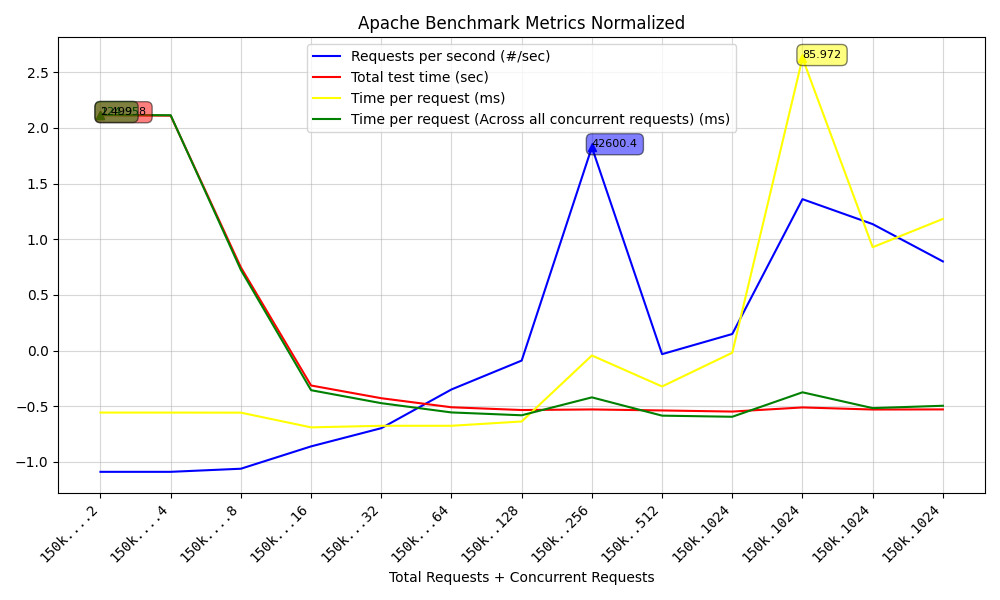 Apache Benchmark Metrics Normalized
Requests per second (#/sec)
Total test time (sec)
Time per request (ms)
Time per request (Across all concurrent requests) (ms)
85.972
42600.4
2.5
2.0
1.5
1.0
0.5
0.0
−0.5
−1.0
150k...2
150k...4
150k...8
150k...16
150k...32
150k..64
150k..128
150k..256
150k..512
150k.1024
150k.1024
150k.1024
150k.1024
Total Requests + Concurrent Requests